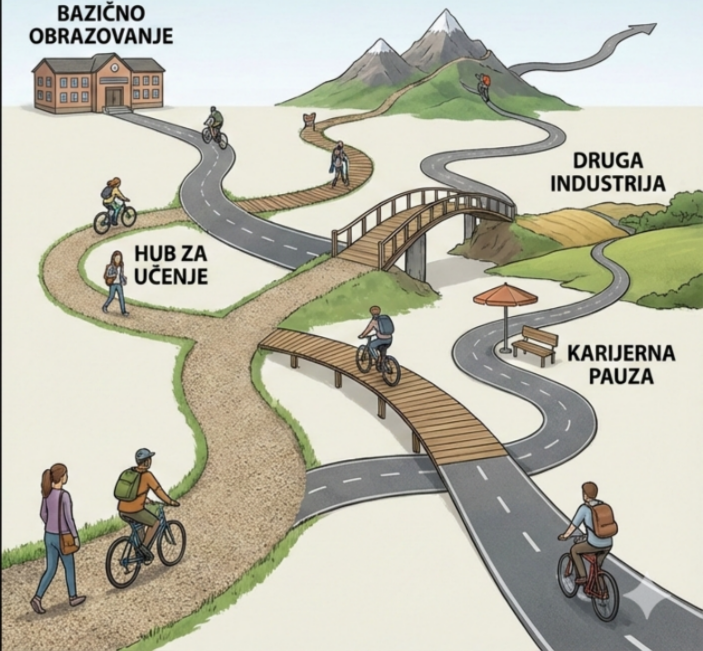 BAZIČNO
OBRAZOVANJE
DRUGA
INDUSTRIJA
HUB ZA
UČENJE
KARIJERNA
PAUZA